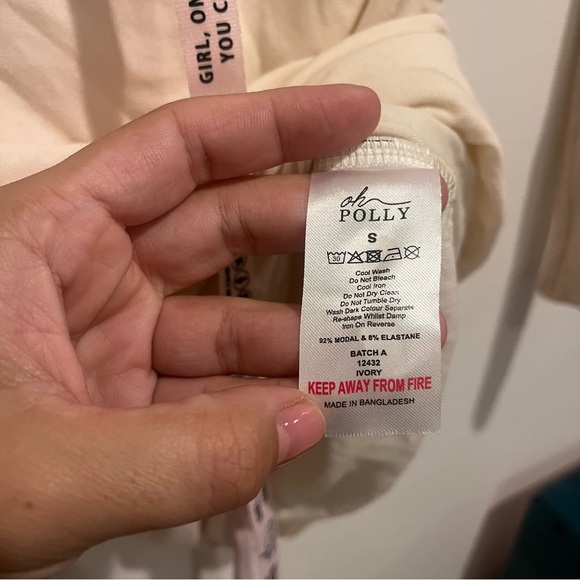 GIRL, ON
YOU C
oh
POLLY
S
30
Cool Wash
Do Not Bleach
Cool Iron
Do Not Dry Clean
Do Not Tumble Dry
Wash Dark Colour Separate
Re-shape Whilst Damp
Iron On Reverse
92% MODAL & 8% ELASTANE
BATCH A
12432
IVORY
KEEP AWAY FROM FIRE
MADE IN BANGLADESH